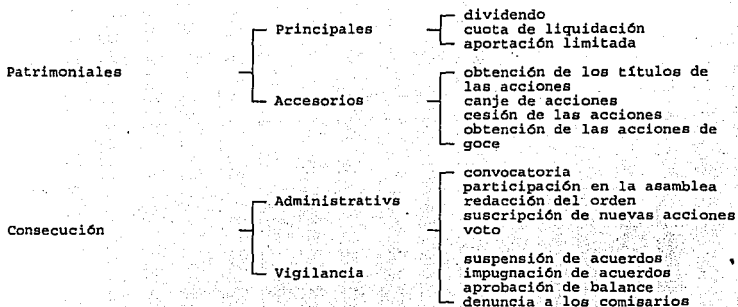 dividendo
Principales cuota de liquidación
aportación limitada
Patrimoniales obtención de los títulos de
las acciones
Accesorios canje de acciones
cesión de las acciones
obtención de las acciones de
goce
convocatoria
participación en la asamblea
Administrativs redacción del orden
suscripción de nuevas acciones
Consecución voto
suspensión de acuerdos
Vigilancia impugnación de acuerdos
aprobación de balance
denuncia a los comisarios